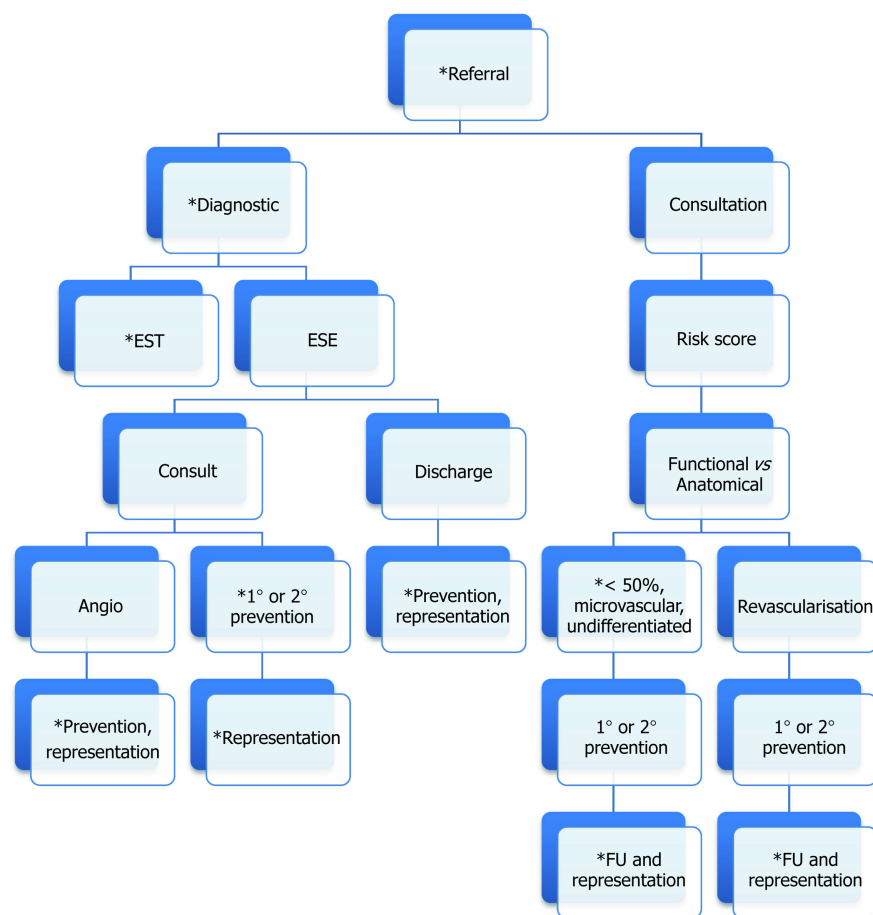 *Referral
*Diagnostic
Consultation
*EST
ESE
Risk score
Consult
Discharge
Functional vs
Anatomical
Angio
*1° or 2°
prevention
*Prevention,
representation
*< 50%,
microvascular,
undifferentiated
Revascularisation
*Prevention,
representation
*Representation
1° or 2°
prevention
1° or 2°
prevention
*FU and
representation
*FU and
representation